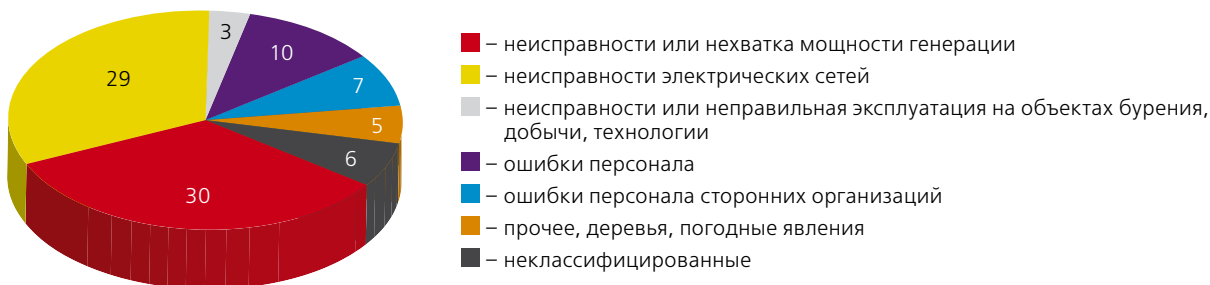 3
10
29
7
5
6
30
– неисправности или нехватка мощности генерации
– неисправности электрических сетей
– неисправности или неправильная эксплуатация на объектах бурения,
добычи, технологии
– ошибки персонала
– ошибки персонала сторонних организаций
– прочее, деревья, погодные явления
– неклассифицированные